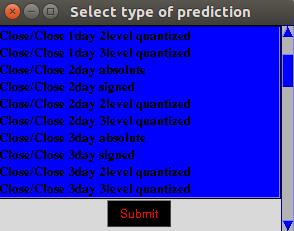 Select type of prediction
Close/Close 1day 2level quantized
Close/Close 1day 3level quantized
Close/Close 2day absolute
Close/Close 2day signed
Close/Close 2day 2level quantized
Close/Close 2day 3level quantized
Close/Close 3day absolute
Close/Close 3day signed
Close/Close 3day 2level quantized
Close/Close 3day 3level quantized
Submit